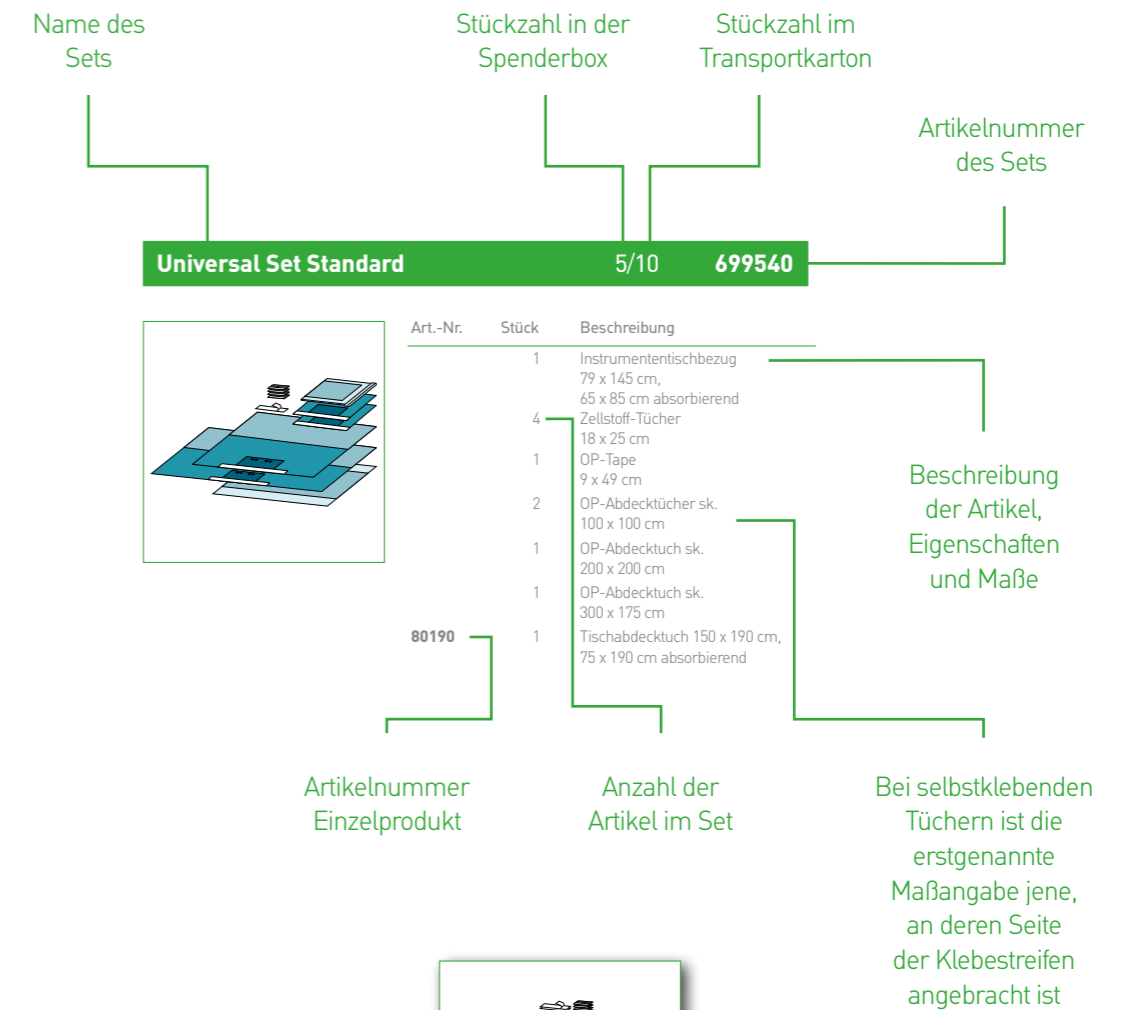 Name des
Sets
Stückzahl in der
Spenderbox
Stückzahl im
Transportkarton
Artikelnummer
des Sets
Universal Set Standard 5/10 699540
Art.-Nr. Stück Beschreibung
1 Instrumententischbezug
79 x 145 cm,
65 x 85 cm absorbierend
4 Zellstoff-Tücher
18 x 25 cm
1 OP-Tape
9 x 49 cm
2 OP-Abdecktücher sk.
100 x 100 cm
1 OP-Abdecktuch sk.
200 x 200 cm
1 OP-Abdecktuch sk.
300 x 175 cm
80190 1 Tischabdecktuch 150 x 190 cm,
75 x 190 cm absorbierend
Beschreibung
der Artikel,
Eigenschaften
und Maße
Artikelnummer
Einzelprodukt
Anzahl der
Artikel im Set
Bei selbstklebenden
Tüchern ist die
erstgenannte
Maßangabe jene,
an deren Seite
der Klebestreifen
angebracht ist